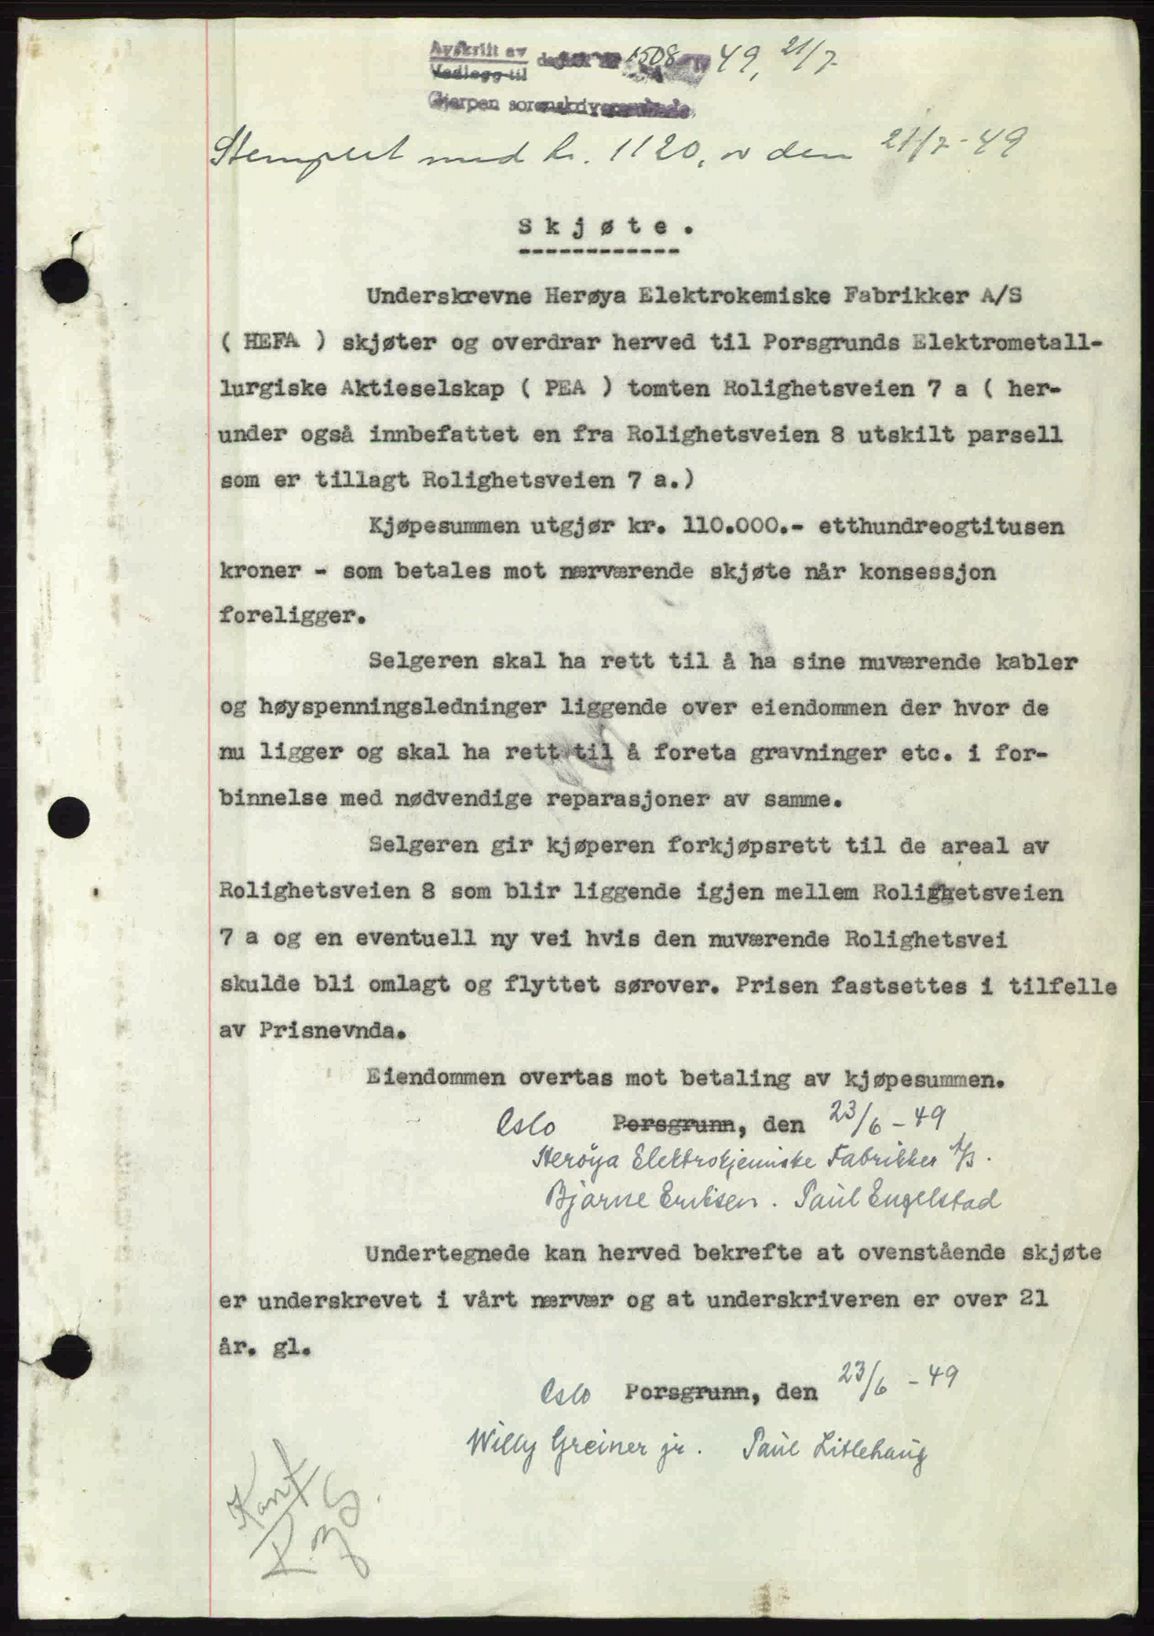 Avskrift av
Vedlegg til dagbok nr 1508 19 49, 21/7
Gjerpen sorenskriverembede
Stemplet med kr. 1120, den 21/7-49
Skjøte.
------------
Underskrevne Herøya Elektrokemiske Fabrikker A/S
( HEFA ) skjøter og overdrar herved til Porsgrunds Elektrometall-
lurgiske Aktieselskap ( PEA ) tomten Rolighetsveien 7 a ( her-
under også innbefattet en fra Rolighetsveien 8 utskilt parsell
som er tillagt Rolighetsveien 7 a.)
Kjøpesummen utgjør kr. 110.000.- etthundreogtitusen
kroner - som betales mot nærværende skjøte når konsessjon
foreligger.
Selgeren skal ha rett til å ha sine nuværende kabler
og høyspenningsledninger liggende over eiendommen der hvor de
nu ligger og skal ha rett til å foreta gravninger etc. i for-
binnelse med nødvendige reparasjoner av samme.
Selgeren gir kjøperen forkjøpsrett til de areal av
Rolighetsveien 8 som blir liggende igjen mellem Rolighetsveien
7 a og en eventuell ny vei hvis den nuværende Rolighetsvei
skulde bli omlagt og flyttet sørover. Prisen fastsettes i tilfelle
av Prisnevnda.
Eiendommen overtas mot betaling av kjøpesummen.
Oslo Porsgrunn, den 23/6-49
Herøya Elektrokjemiske Fabrikker A/S.
Bjarne Eriksen. Paul Engelstad
Undertegnede kan herved bekrefte at ovenstående skjøte
er underskrevet i vårt nærvær og at underskriveren er over 21
år. gl.
Oslo Porsgrunn, den 23/6-49
Willy Greiner jr. Paul Litlehaug
Konf